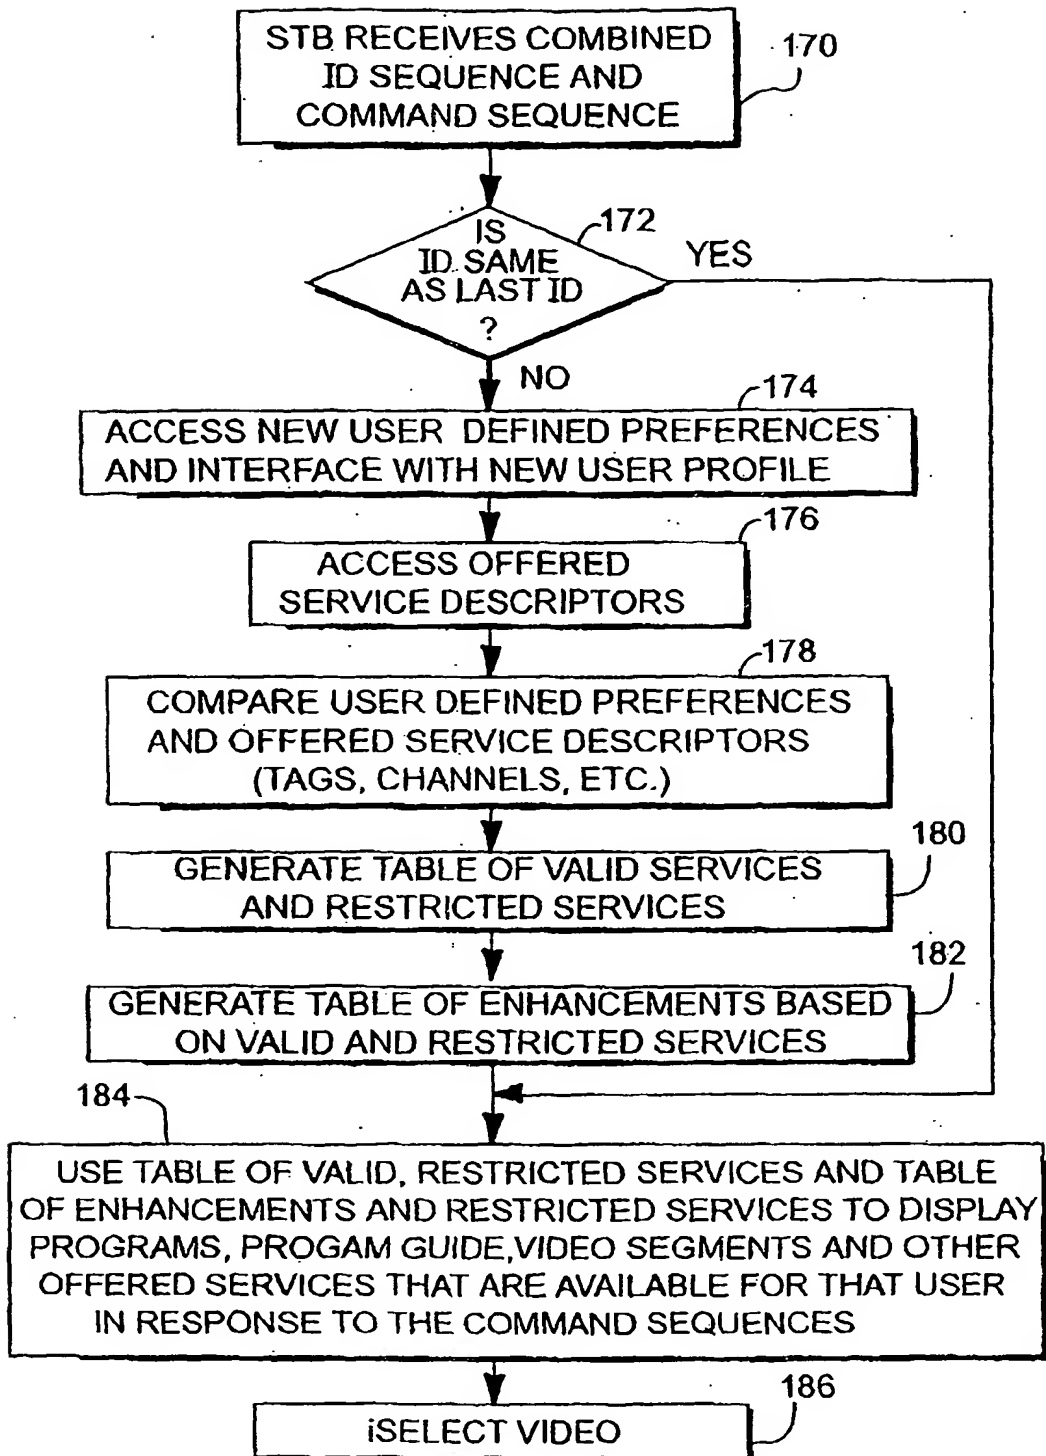 STB RECEIVES COMBINED
ID SEQUENCE AND
COMMAND SEQUENCE
170
IS
ID SAME
AS LAST ID
?
172
YES
NO
174
ACCESS NEW USER DEFINED PREFERENCES
AND INTERFACE WITH NEW USER PROFILE
176
ACCESS OFFERED
SERVICE DESCRIPTORS
178
COMPARE USER DEFINED PREFERENCES
AND OFFERED SERVICE DESCRIPTORS
(TAGS, CHANNELS, ETC.)
180
GENERATE TABLE OF VALID SERVICES
AND RESTRICTED SERVICES
182
GENERATE TABLE OF ENHANCEMENTS BASED
ON VALID AND RESTRICTED SERVICES
184
USE TABLE OF VALID, RESTRICTED SERVICES AND TABLE
OF ENHANCEMENTS AND RESTRICTED SERVICES TO DISPLAY
PROGRAMS, PROGAM GUIDE,VIDEO SEGMENTS AND OTHER
OFFERED SERVICES THAT ARE AVAILABLE FOR THAT USER
IN RESPONSE TO THE COMMAND SEQUENCES
186
iSELECT VIDEO